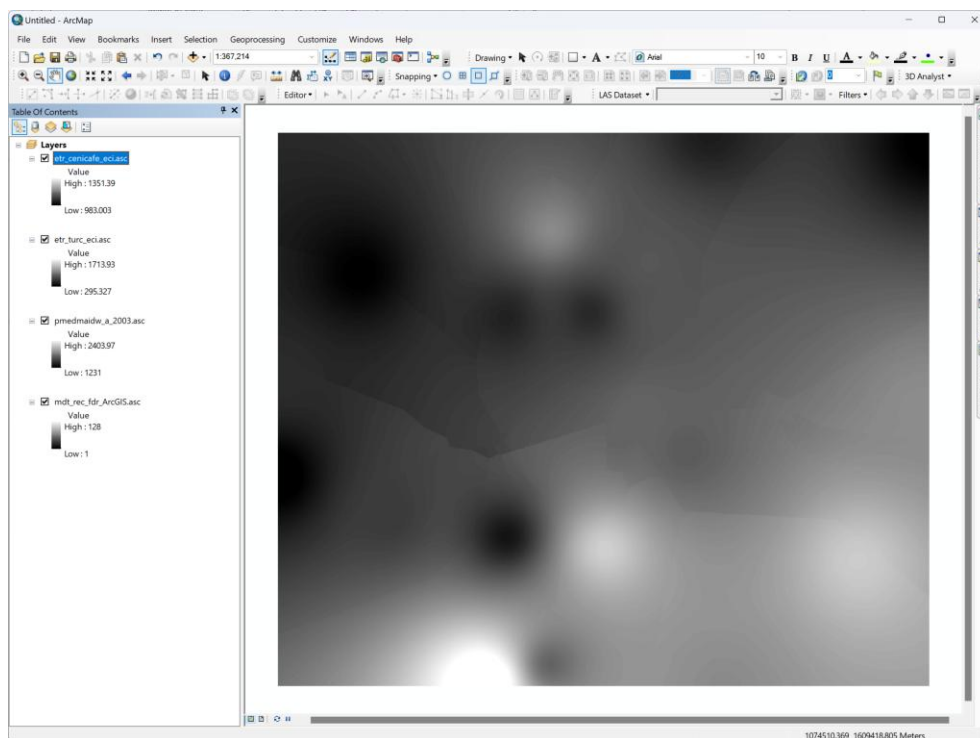 Untitled - ArcMap
File Edit View Bookmarks Insert Selection Geoprocessing Customize Windows Help
1:367,214
Drawing
A
Arial
10
B I U A
Snapping
3D Analyst
Editor
LAS Dataset
Filters
Table Of Contents
Layers
etr_cenicafe_eci.asc
Value
High : 1351.39
Low : 983.003
etr_turc_eci.asc
Value
High : 1713.93
Low : 295.327
pmedmaidw_a_2003.asc
Value
High : 2403.97
Low : 1231
mdt_rec_fdr_ArcGIS.asc
Value
High : 128
Low : 1
1074510.369 1609418.805 Meters